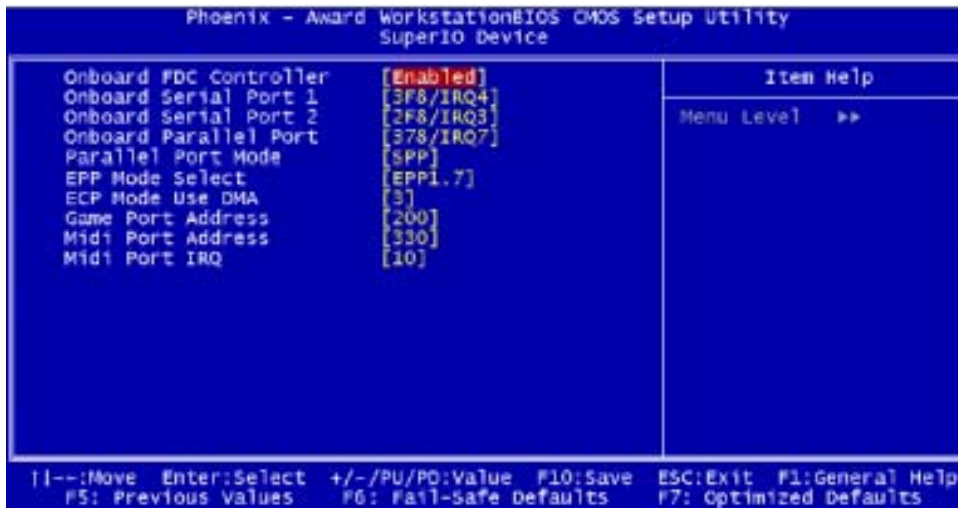 Phoenix - Award WorkstationBIOS CMOS Setup Utility
SuperIO Device
Onboard FDC Controller [Enabled]
Onboard Serial Port 1 [3F8/IRQ4]
Onboard Serial Port 2 [2F8/IRQ3]
Onboard Parallel Port [378/IRQ7]
Parallel Port Mode [SPP]
EPP Mode Select [EPP1.7]
ECP Mode Use DMA [3]
Game Port Address [200]
Midi Port Address [330]
Midi Port IRQ [10]
Item Help
Menu Level ▶▶
↑↓←→:Move Enter:Select +/-/PU/PD:Value F10:Save ESC:Exit F1:General Help
F5: Previous Values F6: Fail-Safe Defaults F7: Optimized Defaults